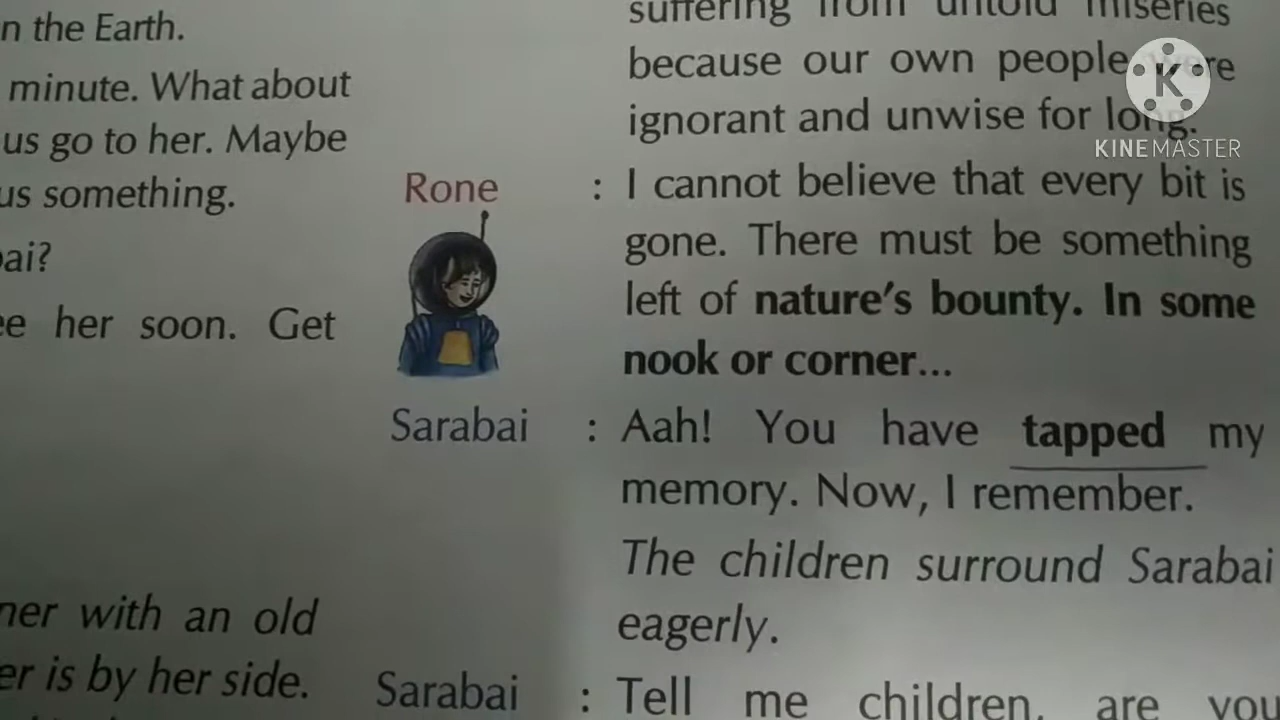 n the Earth.
minute. What about
us go to her. Maybe
us something.
ai?
her soon. Get
ner with an old
er is by her side.
suffering from untold miseries
because our own people were
ignorant and unwise for long.
Rone : I cannot believe that every bit is
gone. There must be something
left of nature's bounty. In some
nook or corner...
Sarabai : Aah! You have tapped my
memory. Now, I remember.
The children surround Sarabai
eagerly.
Sarabai : Tell me children, are you
K
KINEMASTER